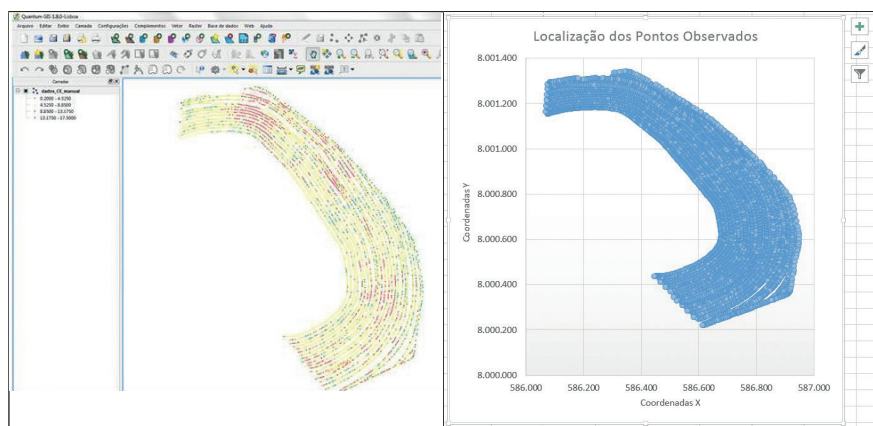 Quantum GIS 1.8.0-Lisboa
Arquivo Editar Exibir Camada Configurações Complementos Vetor Raster Base de dados Web Ajuda
Camadas
dados_CE_manual
0.2000 - 4.5250
4.5250 - 8.8500
8.8500 - 13.1750
13.1750 - 17.5000
Localização dos Pontos Observados
8.001.400
8.001.200
8.001.000
8.000.800
8.000.600
8.000.400
8.000.200
8.000.000
Coordenadas Y
586.000 586.200 586.400 586.600 586.800 587.000
Coordenadas X